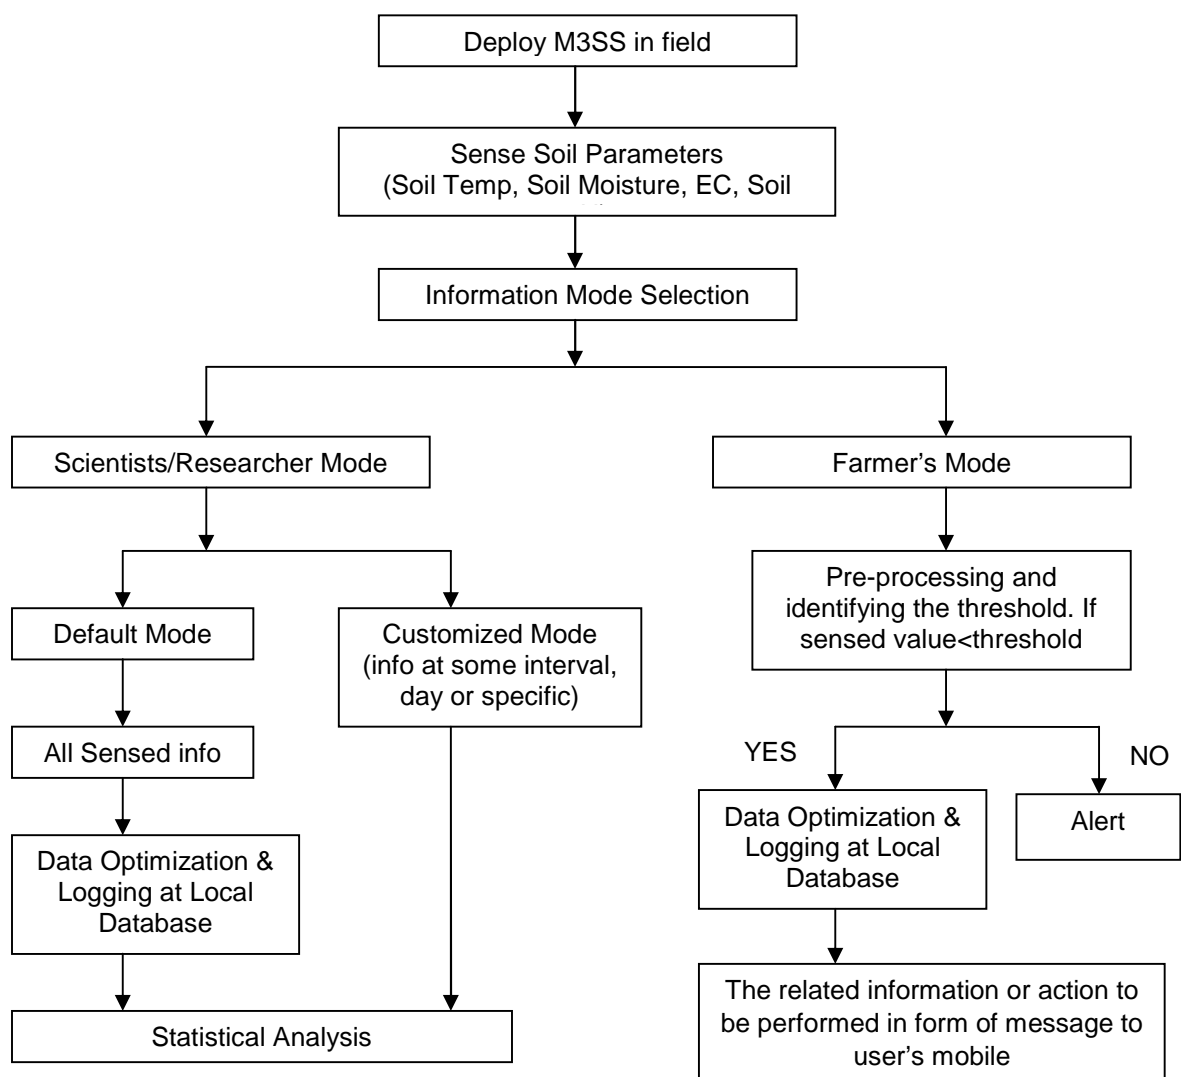 Deploy M3SS in field
Sense Soil Parameters
(Soil Temp, Soil Moisture, EC, Soil
Information Mode Selection
Scientists/Researcher Mode
Farmer's Mode
Default Mode
Customized Mode
(info at some interval,
day or specific)
Pre-processing and
identifying the threshold. If
sensed value<threshold
All Sensed info
YES
NO
Data Optimization &
Logging at Local
Database
Alert
Data Optimization &
Logging at Local
Database
Statistical Analysis
The related information or action to
be performed in form of message to
user's mobile